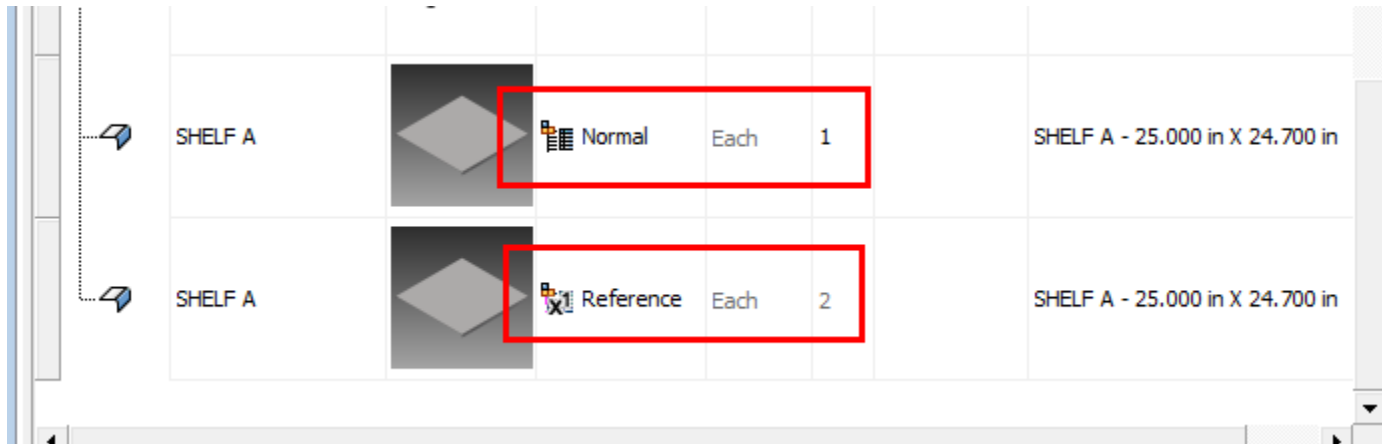 SHELF A Normal Each 1 SHELF A - 25.000 in X 24.700 in
SHELF A Reference Each 2 SHELF A - 25.000 in X 24.700 in